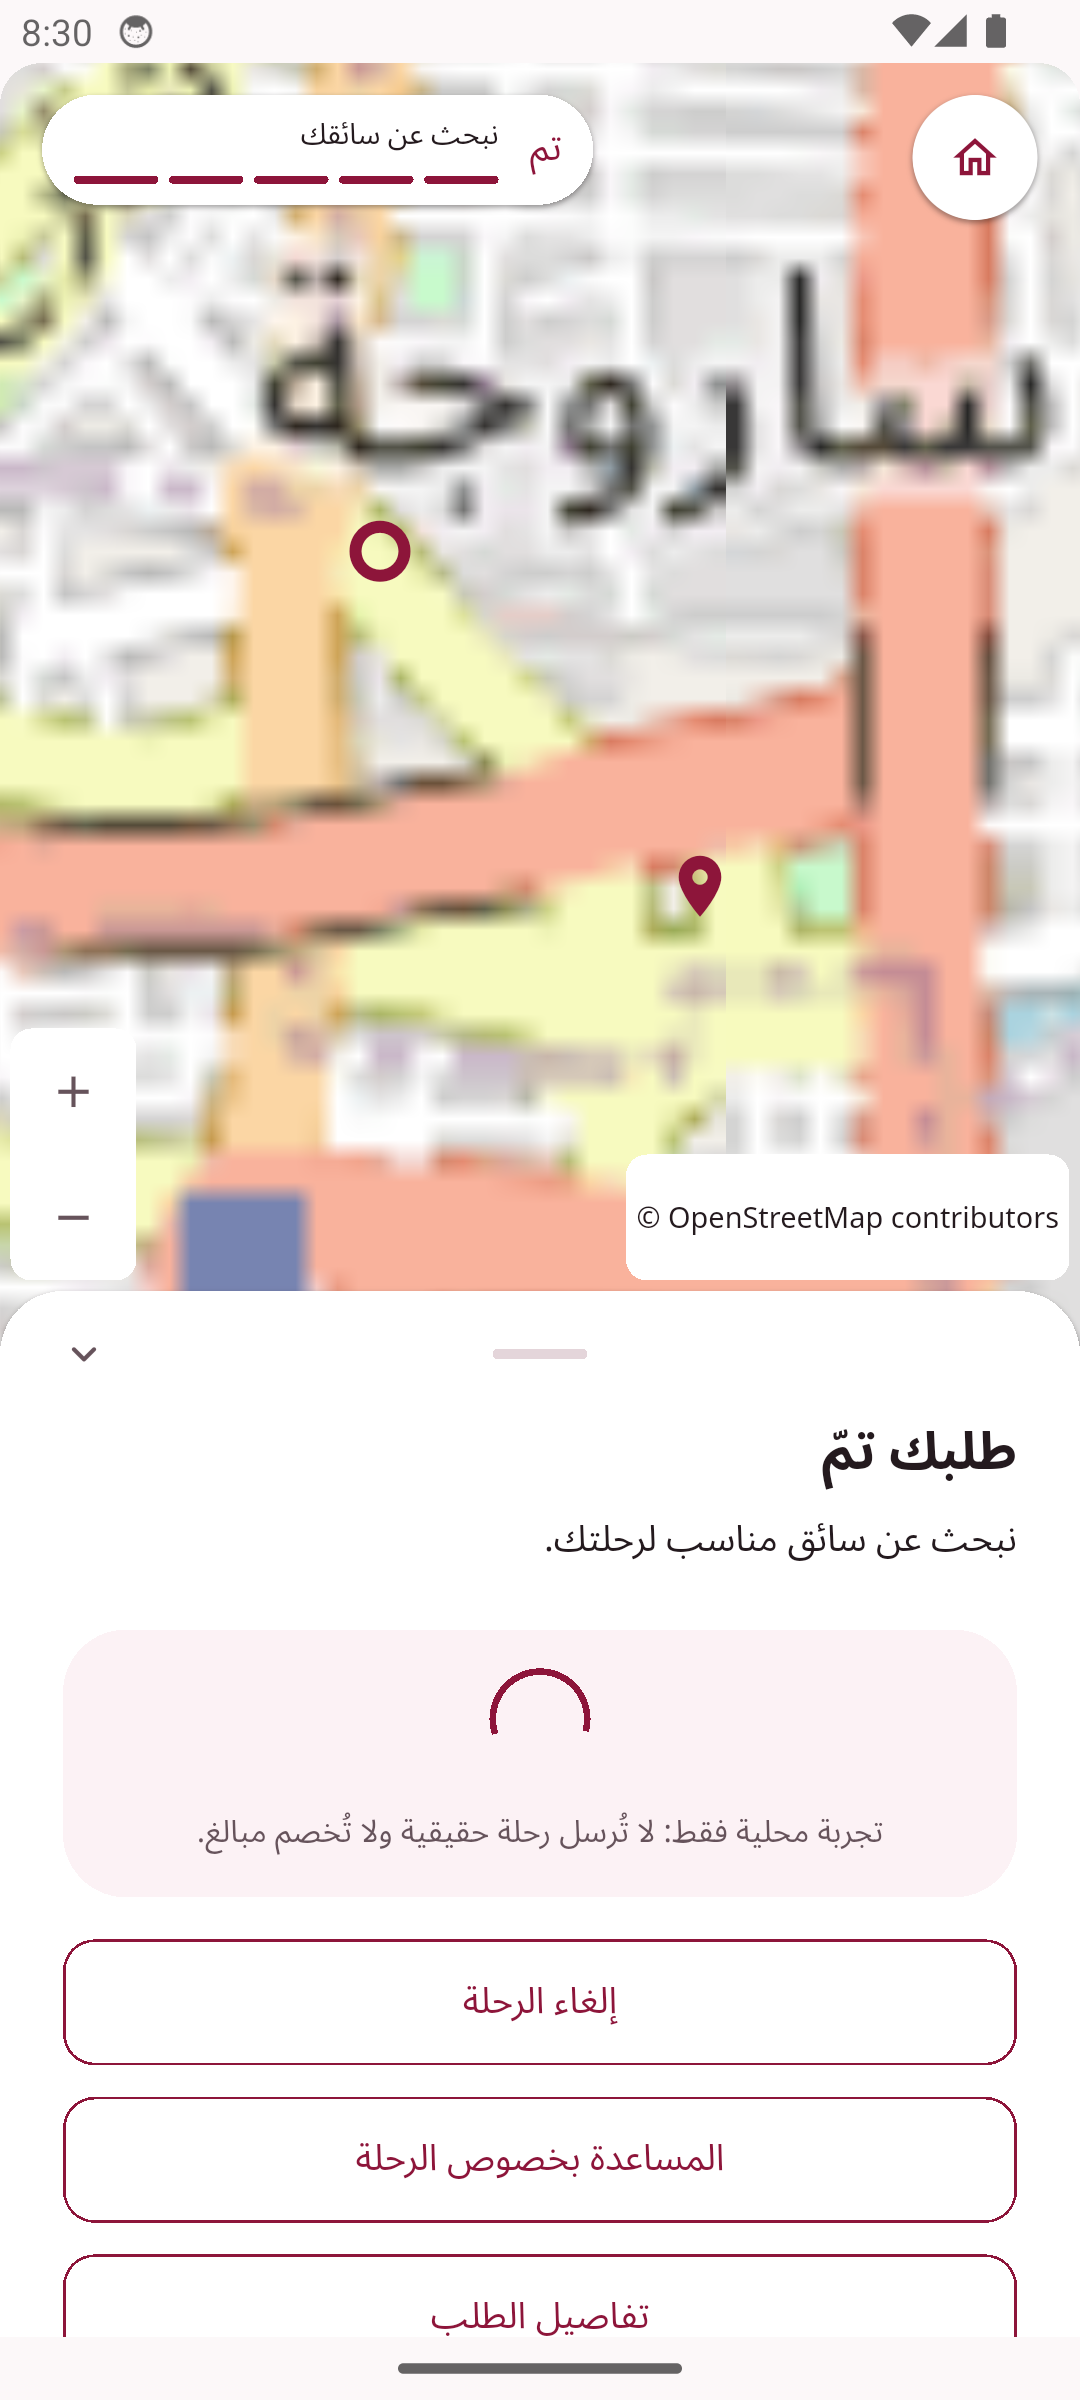 8:30
نبحث عن سائقك
تم
ساروجة
+
−
© OpenStreetMap contributors
طلبك تمّ
نبحث عن سائق مناسب لرحلتك.
تجربة محلية فقط: لا تُرسل رحلة حقيقية ولا تُخصم مبالغ.
إلغاء الرحلة
المساعدة بخصوص الرحلة
تفاصيل الطلب